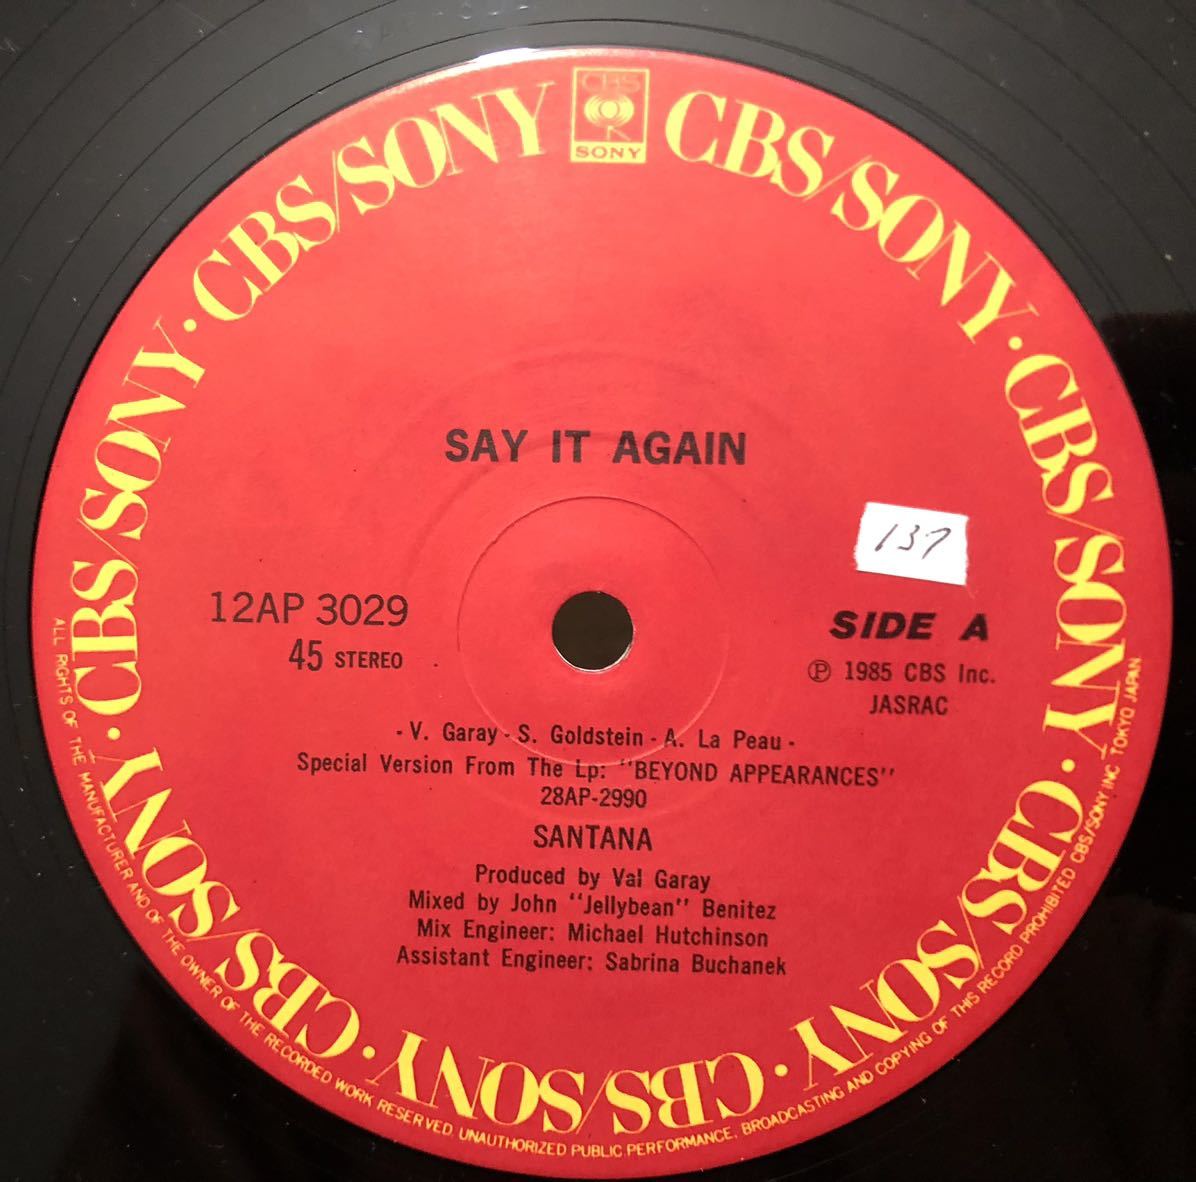 CBS/SONY · CBS/SONY · CBS/SONY · CBS/SONY · CBS/SONY · CBS/SONY · CBS/SONY · CBS/SONY
CBS
SONY
SAY IT AGAIN
137
12AP 3029
45 STEREO
SIDE A
Ⓟ 1985 CBS Inc.
JASRAC
- V. Garay - S. Goldstein - A. La Peau -
Special Version From The Lp: "BEYOND APPEARANCES"
28AP-2990
SANTANA
Produced by Val Garay
Mixed by John "Jellybean" Benitez
Mix Engineer: Michael Hutchinson
Assistant Engineer: Sabrina Buchanek
ALL RIGHTS OF THE MANUFACTURER AND OF THE OWNER OF THE RECORDED WORK RESERVED. UNAUTHORIZED PUBLIC PERFORMANCE, BROADCASTING AND COPYING OF THIS RECORD PROHIBITED CBS/SONY INC TOKYO JAPAN